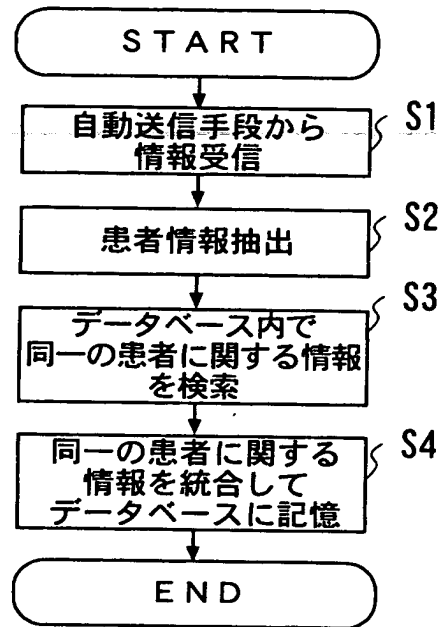 START
自動送信手段から
情報受信
S1
患者情報抽出
S2
データベース内で
同一の患者に関する情報
を検索
S3
同一の患者に関する
情報を統合して
データベースに記憶
S4
END